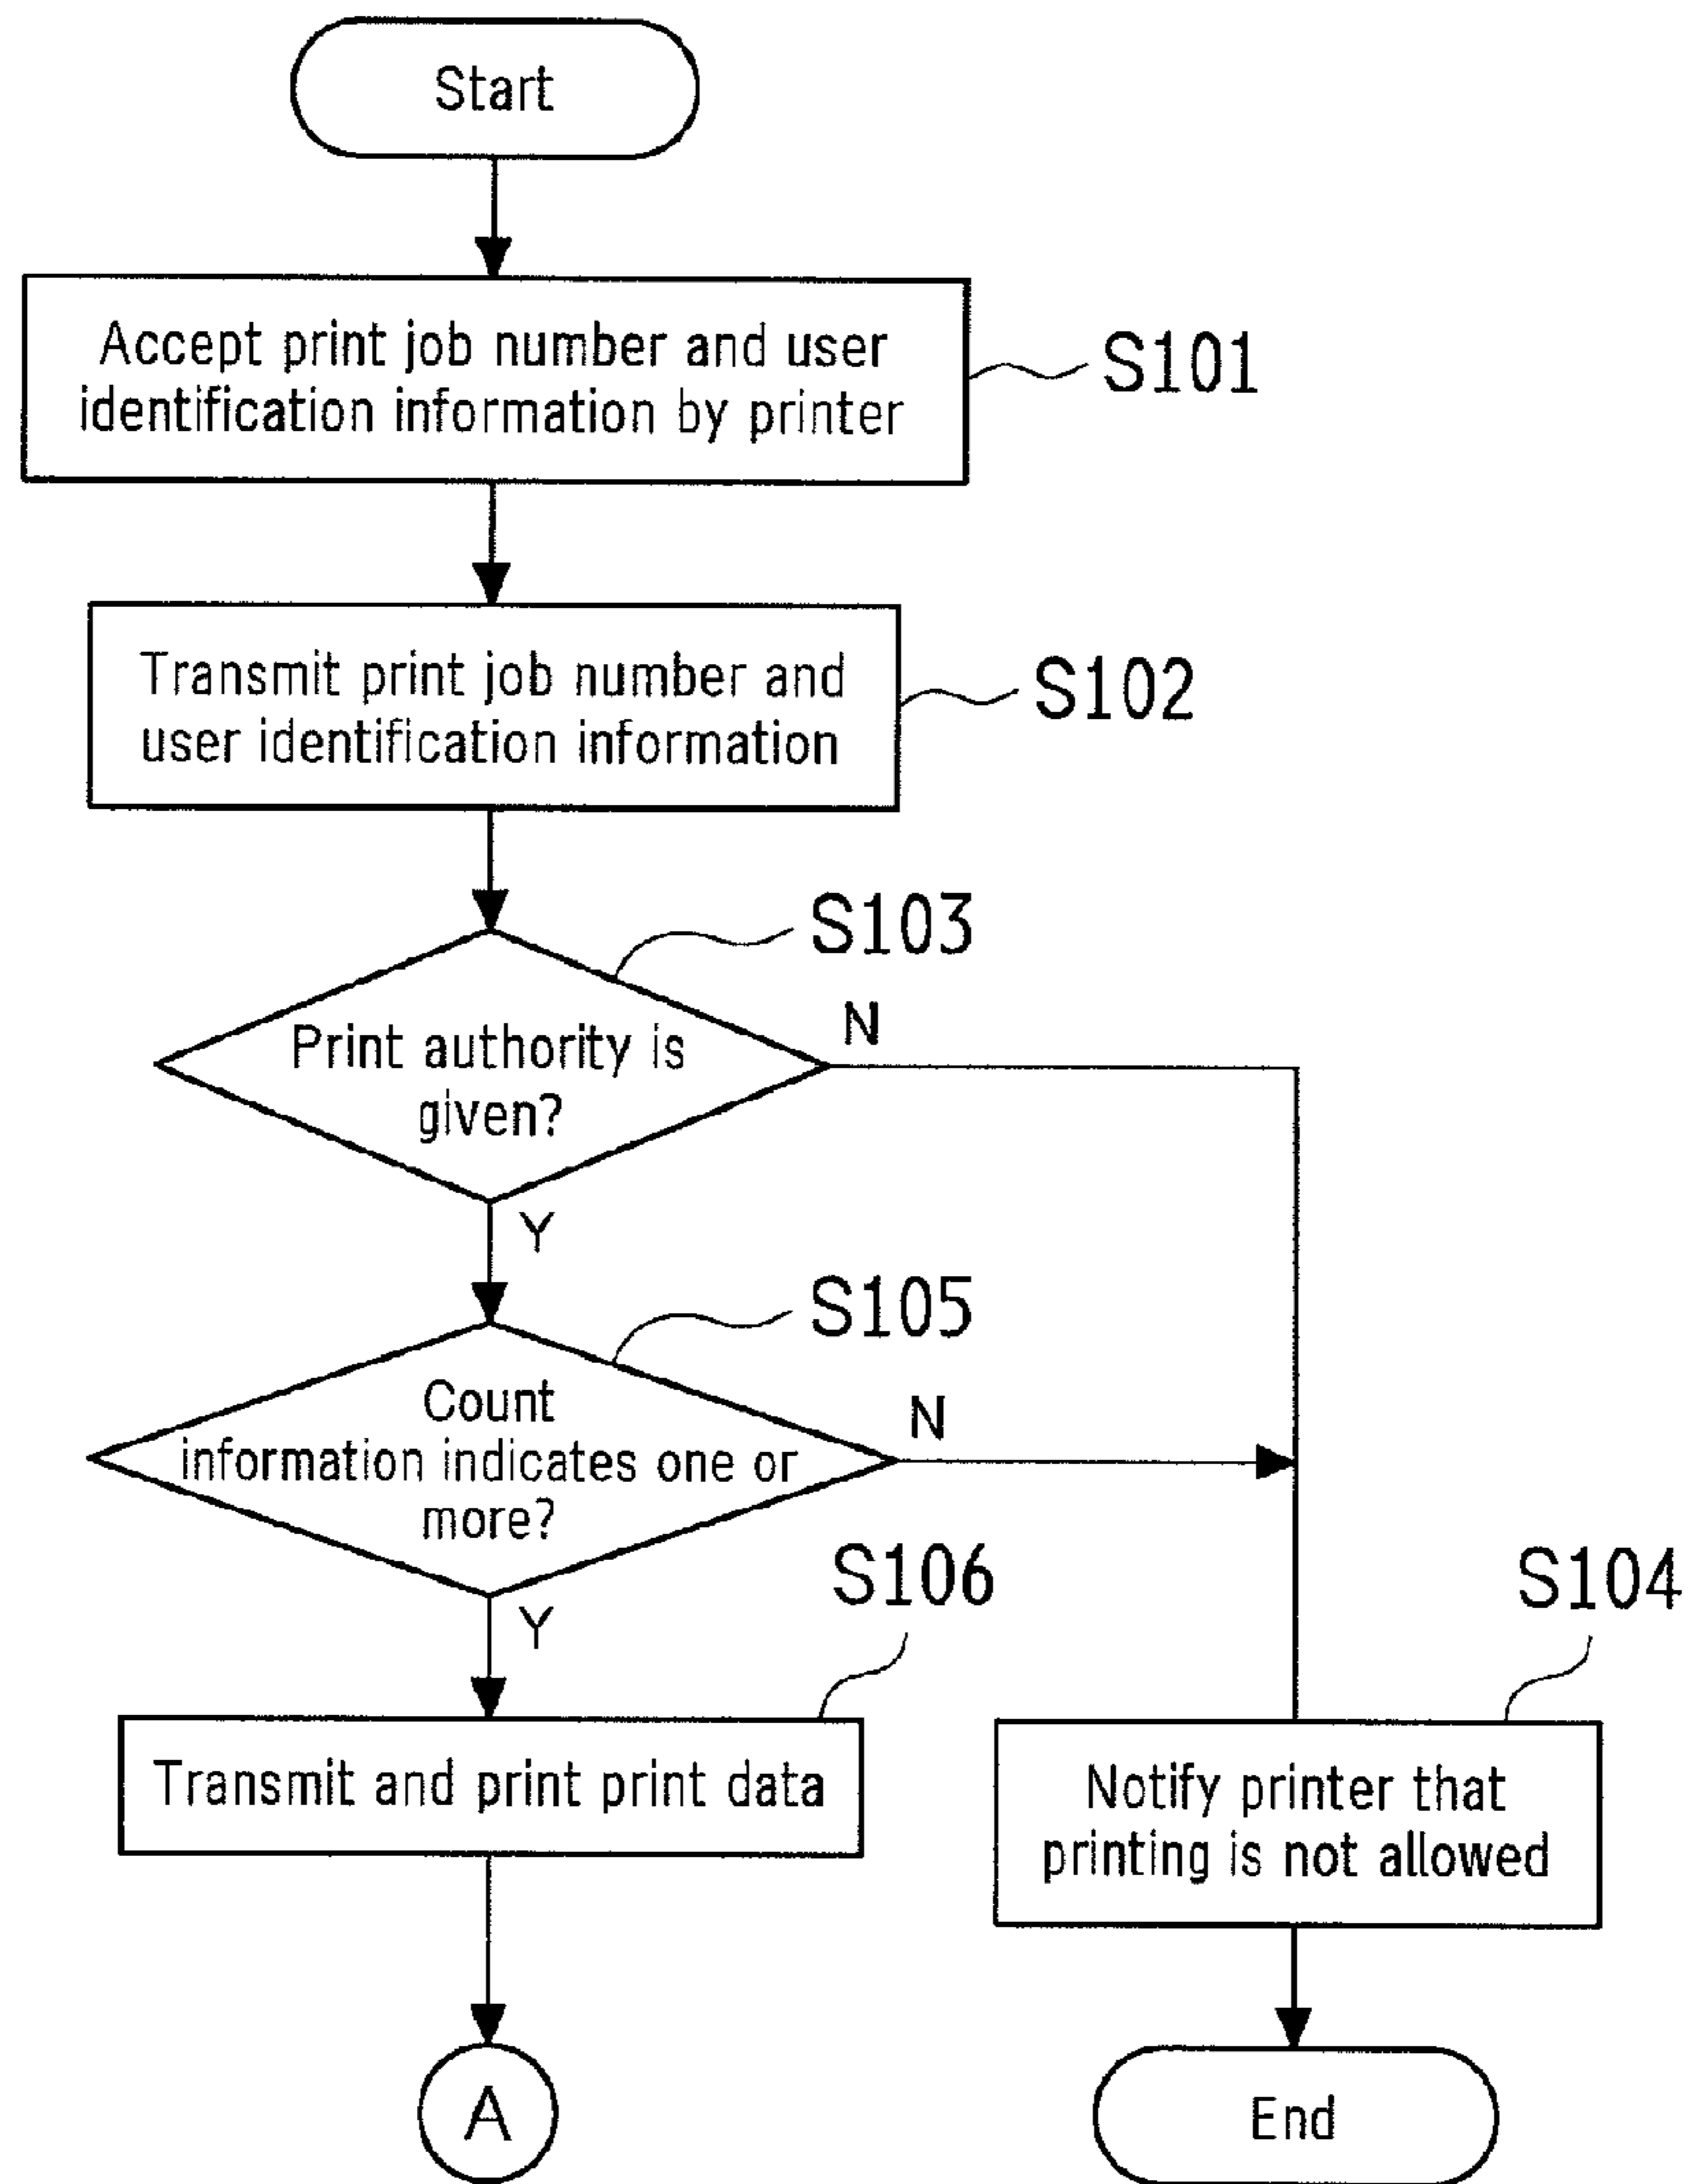 Start
Accept print job number and user
identification information by printer
S101
Transmit print job number and
user identification information
S102
S103
Print authority is
given?
N
Y
S105
Count
information indicates one or
more?
N
Y
S106
S104
Transmit and print print data
Notify printer that
printing is not allowed
A
End